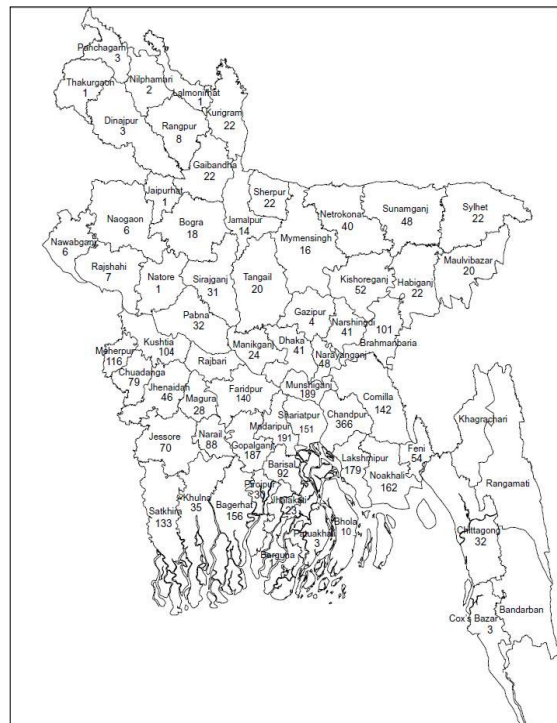 Panchagarh
3
Thakurgaon
1
Nilphamari
2
Lalmonirhat
1
Dinajpur
3
Rangpur
8
Kurigram
22
Gaibandha
22
Jaipurhat
1
Naogaon
6
Bogra
18
Jamalpur
14
Sherpur
22
Netrokona
40
Sunamganj
48
Sylhet
22
Mymensingh
16
Nawabganj
6
Rajshahi
7
Natore
1
Sirajganj
31
Tangail
20
Kishoreganj
52
Habiganj
22
Maulvibazar
20
Pabna
32
Gazipur
4
Narshingdi
41
101
Brahmanbaria
Kushtia
104
Meherpur
116
Manikganj
24
Dhaka
41
Narayanganj
48
Rajbari
Chuadanga
79
Jhenaidah
46
Magura
28
Faridpur
140
Munshiganj
189
Comilla
142
Shariatpur
151
Chandpur
366
Madaripur
191
Jessore
70
Narail
88
Gopalganj
187
Barisal
92
Lakshmipur
179
Feni
54
Noakhali
162
Khagrachari
Rangamati
Satkhira
133
Khulna
35
Bagerhat
156
Pirojpur
30
Jhalakati
23
Bhola
10
Patuakhali
3
Barguna
Chittagong
32
Cox's Bazar
3
Bandarban